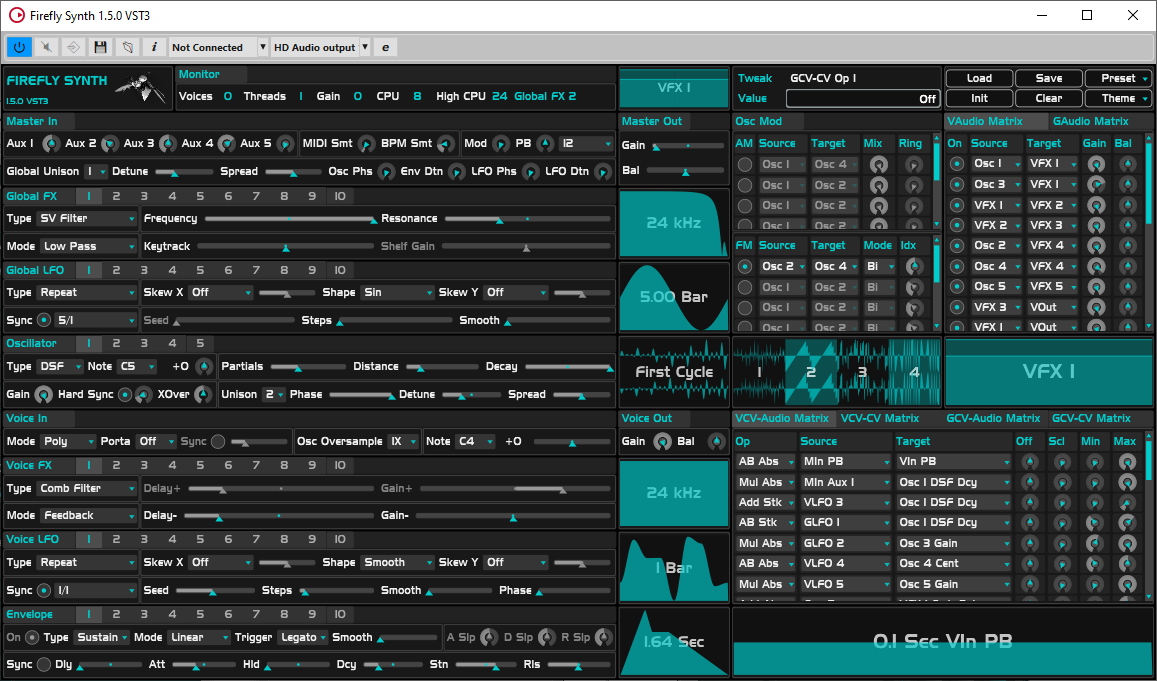 Firefly Synth 1.5.0 VST3
Not Connected HD Audio output e
FIREFLY SYNTH
1.5.0 VST3
Monitor
Voices 0 Threads 1 Gain 0 CPU 8 High CPU 24 Global FX 2
VFX 1
Tweak GCV-CV Op 1
Value Off
Load Save Preset
Init Clear Theme
Master In
Aux 1 Aux 2 Aux 3 Aux 4 Aux 5 MIDI Smt BPM Smt Mod PB 12
Global Unison 1 Detune Spread Osc Phs Env Dtn LFO Phs LFO Dtn
Master Out
Gain
Bal
Global FX 1 2 3 4 5 6 7 8 9 10
Type SV Filter Frequency Resonance
Mode Low Pass Keytrack Shelf Gain
24 kHz
Global LFO 1 2 3 4 5 6 7 8 9 10
Type Repeat Skew X Off Shape Sin Skew Y Off
Sync 5/1 Seed Steps Smooth
5.00 Bar
Oscillator 1 2 3 4 5
Type DSF Note C5 +0 Partials Distance Decay
Gain Hard Sync XOver Unison 2 Phase Detune Spread
First Cycle
Voice In
Mode Poly Porta Off Sync Osc Oversample 1X Note C4 +0
Voice Out
Gain Bal
Voice FX 1 2 3 4 5 6 7 8 9 10
Type Comb Filter Delay+ Gain+
Mode Feedback Delay- Gain-
24 kHz
Voice LFO 1 2 3 4 5 6 7 8 9 10
Type Repeat Skew X Off Shape Smooth Skew Y Off
Sync 1/1 Seed Steps Smooth Phase
1 Bar
Envelope 1 2 3 4 5 6 7 8 9 10
On Type Sustain Mode Linear Trigger Legato Smooth A Slp D Slp R Slp
Sync Dly Att Hld Dcy Stn Rls
1.64 Sec
Osc Mod
AM Source Target Mix Ring
Osc 1 Osc 4
Osc 1 Osc 2
Osc 1 Osc 2
Osc 1 Osc 2
FM Source Target Mode Idx
Osc 2 Osc 4 Bi
Osc 1 Osc 2 Bi
Osc 1 Osc 2 Bi
Osc 1 Osc 2 Bi
1 2 3 4
VAudio Matrix GAudio Matrix
On Source Target Gain Bal
Osc 1 VFX 1
Osc 3 VFX 1
VFX 1 VFX 2
VFX 2 VFX 3
Osc 2 VFX 4
Osc 4 VFX 4
Osc 5 VFX 5
VFX 3 VOut
VFX 1 VOut
VFX 1
VCV-Audio Matrix VCV-CV Matrix GCV-Audio Matrix GCV-CV Matrix
Op Source Target Off Scl Min Max
AB Abs MIn PB VIn PB
Mul Abs MIn Aux 1 Osc 1 DSF Dcy
Add Stk VLFO 3 Osc 1 DSF Dcy
AB Stk GLFO 1 Osc 1 DSF Dcy
Mul Abs GLFO 2 Osc 3 Gain
AB Abs VLFO 4 Osc 4 Cent
Mul Abs VLFO 5 Osc 5 Gain
0.1 Sec VIn PB